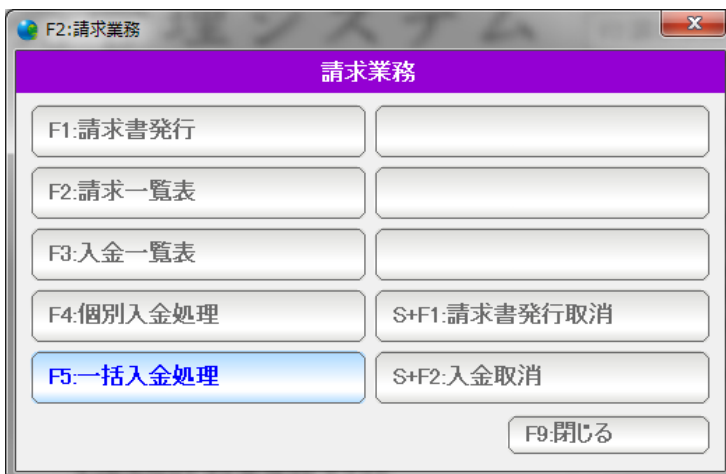 F2:請求業務
請求業務
F1:請求書発行
F2:請求一覧表
F3:入金一覧表
F4:個別入金処理
S+F1:請求書発行取消
F5:一括入金処理
S+F2:入金取消
F9:閉じる